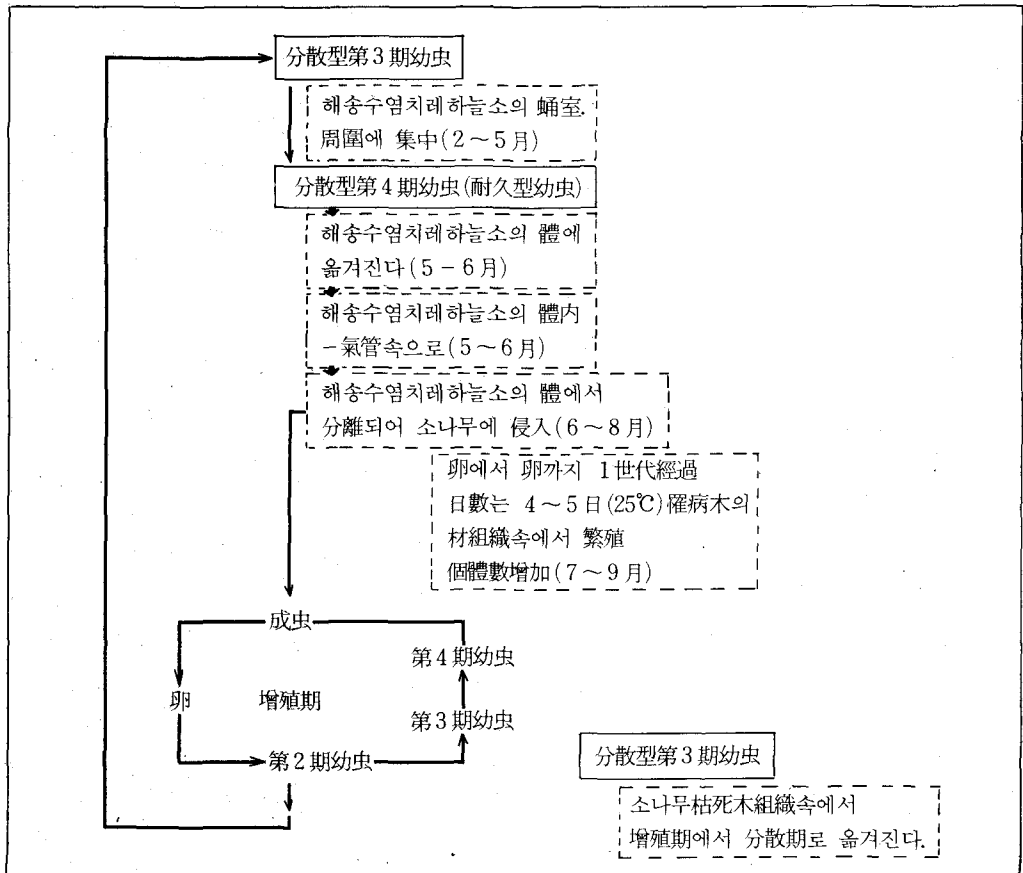 分散型第3期幼虫
해송수염치레하늘소의 蛹室.
周圍에 集中(2～5月)
分散型第4期幼虫(耐久型幼虫)
해송수염치레하늘소의 體에
옮겨진다(5－6月)
해송수염치레하늘소의 體内
－氣管속으로(5～6月)
해송수염치레하늘소의 體에서
分離되어 소나무에 侵入(6～8月)
卵에서 卵까지 1世代經過
日數는 4～5日(25℃)罹病木의
材組織속에서 繁殖
個體數增加(7～9月)
成虫
第4期幼虫
卵 增殖期
第3期幼虫
第2期幼虫
分散型第3期幼虫
소나무枯死木組織속에서
增殖期에서 分散期로 옮겨진다.